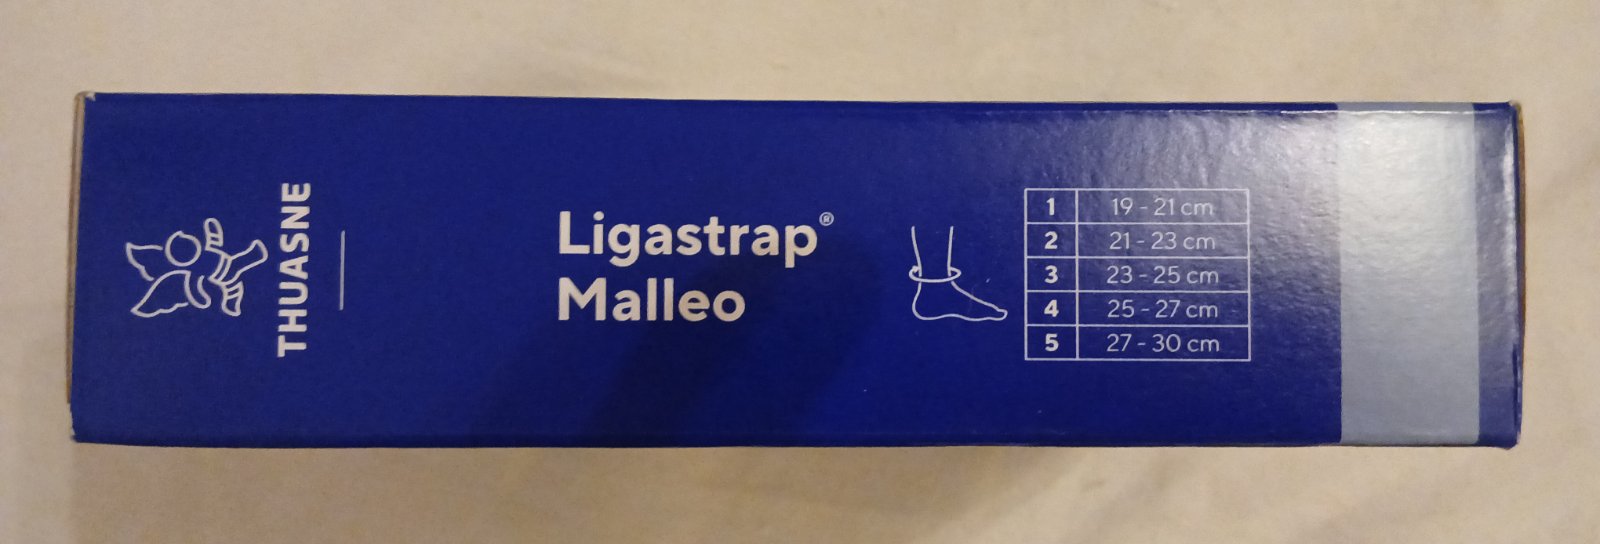 THUASNE
Ligastrap®
Malleo
1 19 - 21 cm
2 21 - 23 cm
3 23 - 25 cm
4 25 - 27 cm
5 27 - 30 cm